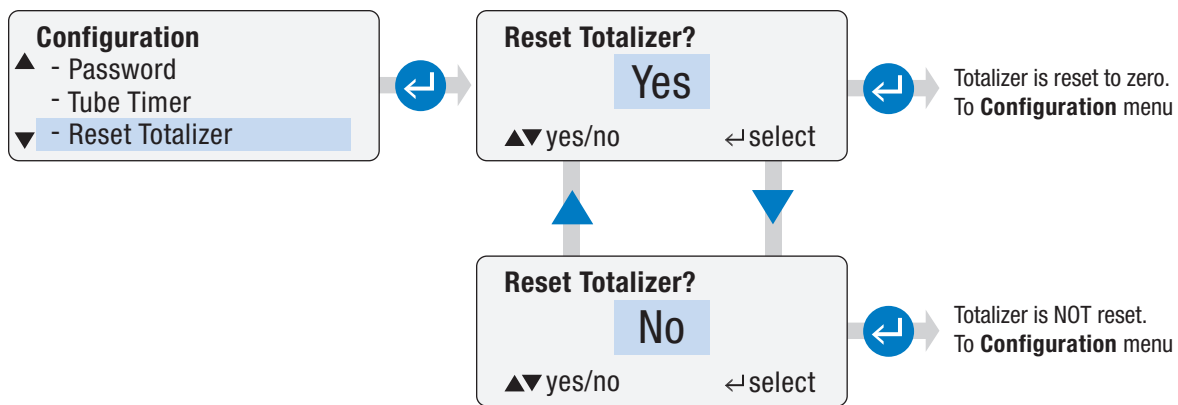 Configuration
- Password
- Tube Timer
- Reset Totalizer
Reset Totalizer?
Yes
▲▼ yes/no ↵ select
Totalizer is reset to zero.
To Configuration menu
Reset Totalizer?
No
▲▼ yes/no ↵ select
Totalizer is NOT reset.
To Configuration menu